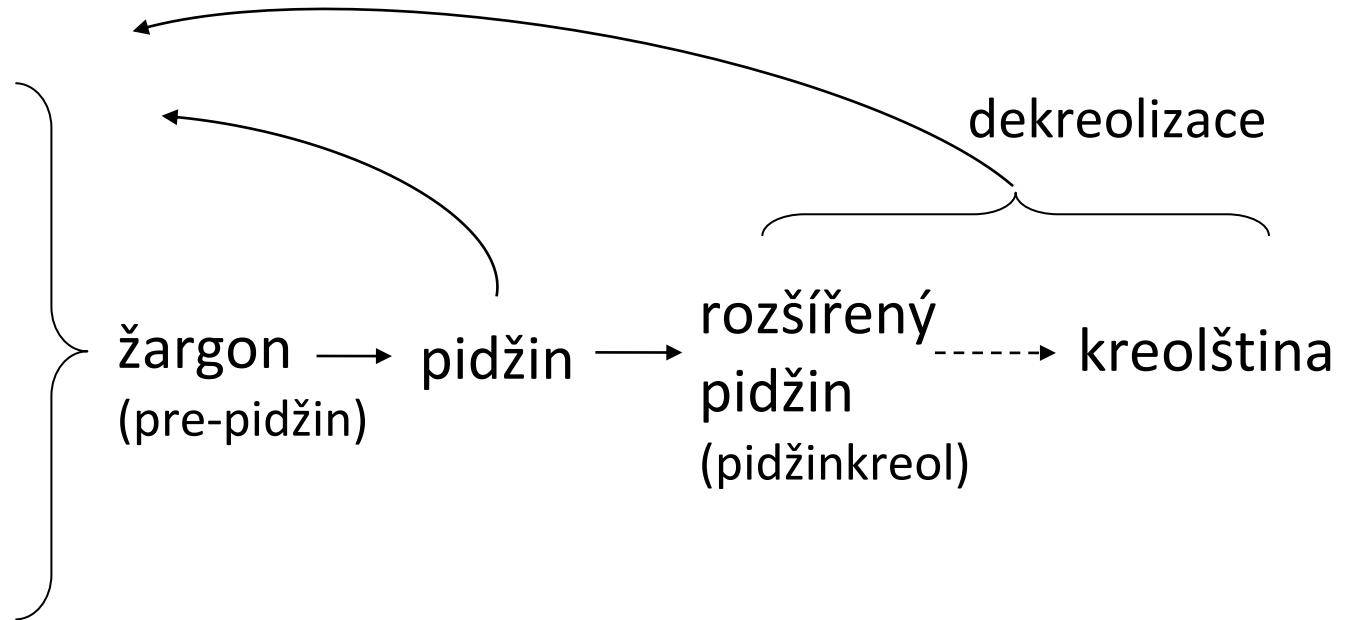 dekreolizace
žargon
(pre-pidžin)
pidžin
rozšířený
pidžin
(pidžinkreol)
kreolština